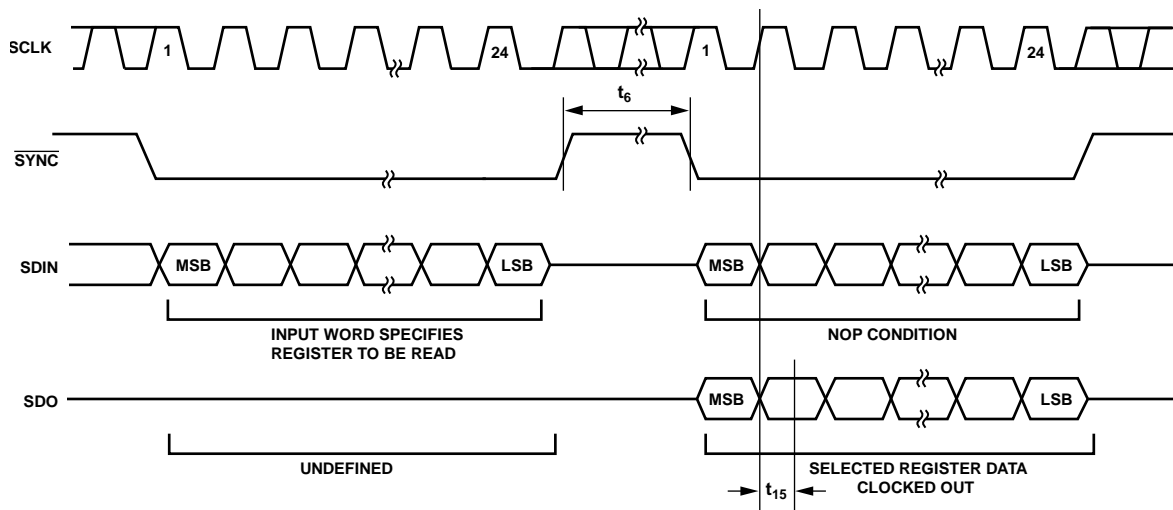 SCLK
1
24
1
24
t6
SYNC
SDIN
MSB
LSB
MSB
LSB
INPUT WORD SPECIFIES
REGISTER TO BE READ
NOP CONDITION
SDO
MSB
LSB
UNDEFINED
SELECTED REGISTER DATA
CLOCKED OUT
t15